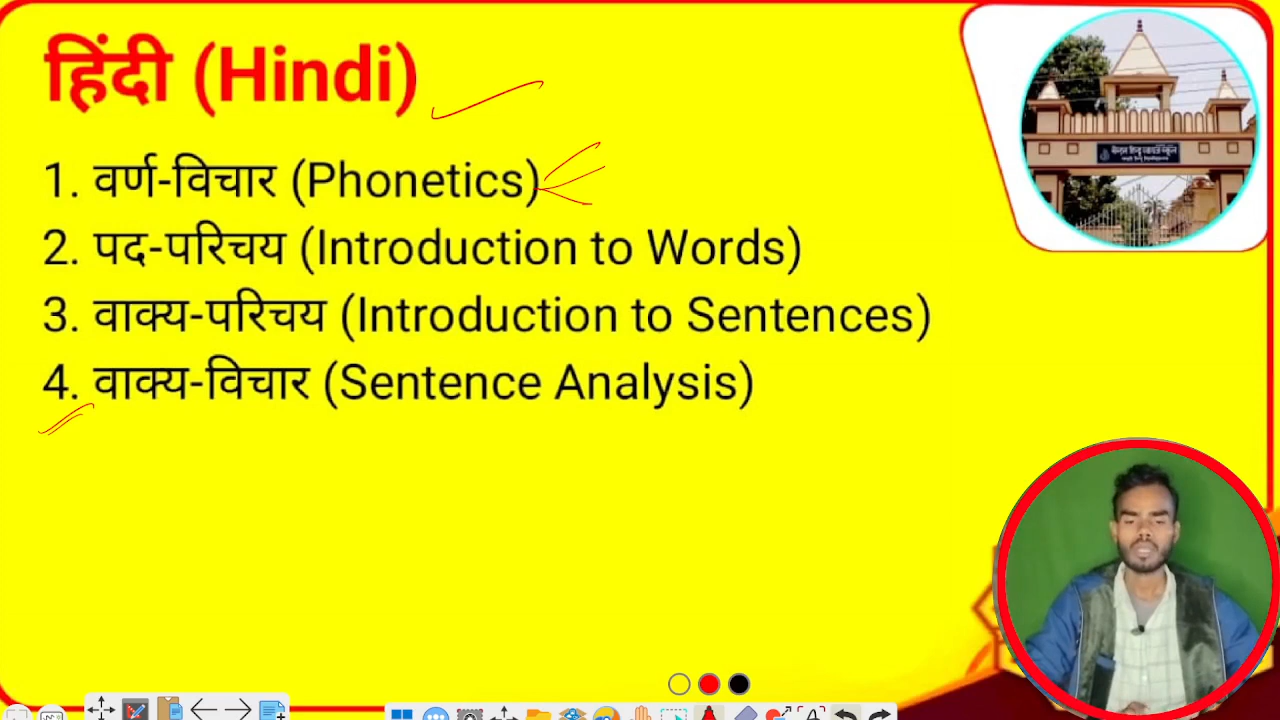 हिंदी (Hindi)
1. वर्ण-विचार (Phonetics)
2. पद-परिचय (Introduction to Words)
3. वाक्य-परिचय (Introduction to Sentences)
4. वाक्य-विचार (Sentence Analysis)